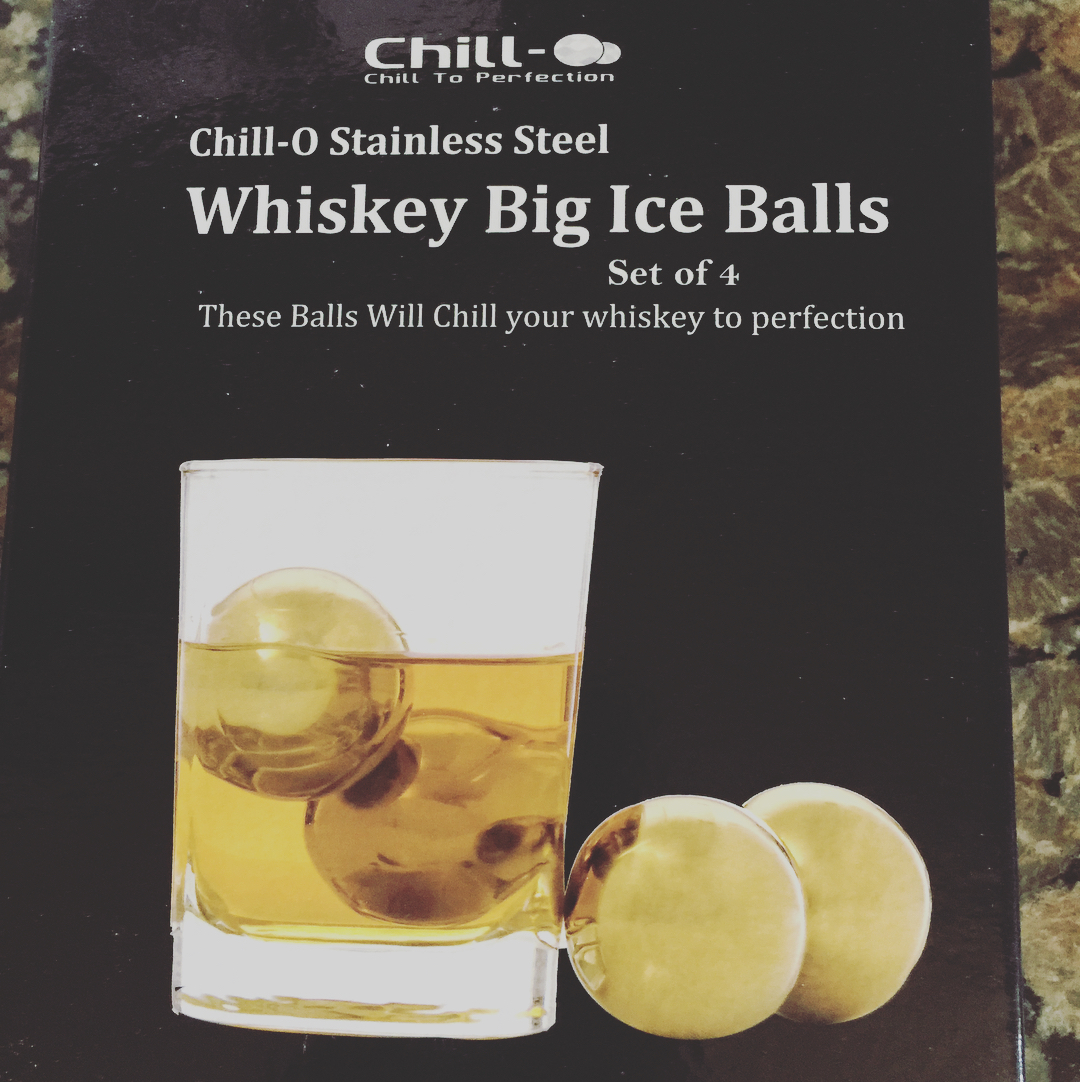 Chill-O
Chill To Perfection
Chill-O Stainless Steel
Whiskey Big Ice Balls
Set of 4
These Balls Will Chill your whiskey to perfection